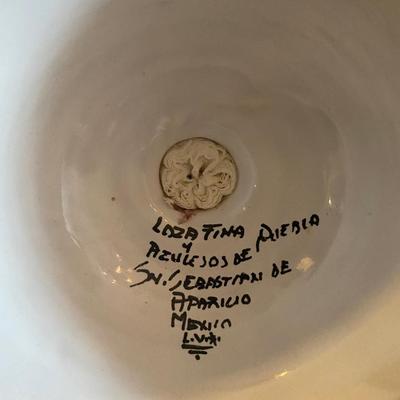 LOZA FINA
Y
AZULEJOS DE PUEBLA
SN. SEBASTIAN DE
APARICIO
MEXICO
L.V.A.